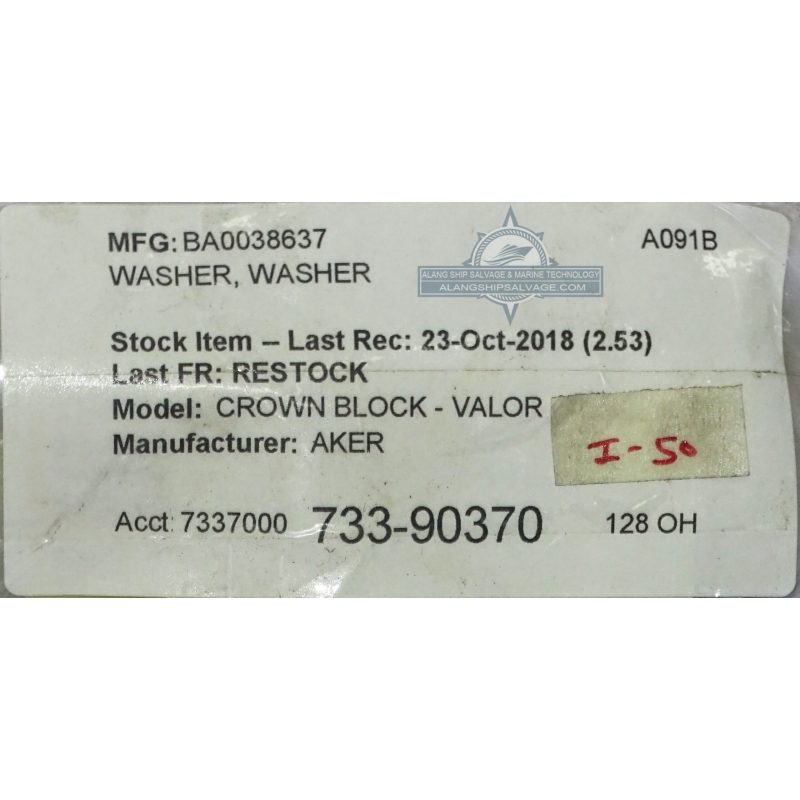 MFG: BA0038637
A091B
WASHER, WASHER
ALANG SHIP SALVAGE & MARINE TECHNOLOGY
ALANGSHIPSALVAGE.COM
Stock Item -- Last Rec: 23-Oct-2018 (2.53)
Last FR: RESTOCK
Model: CROWN BLOCK - VALOR
Manufacturer: AKER
I-50
Acct: 7337000 733-90370 128 OH